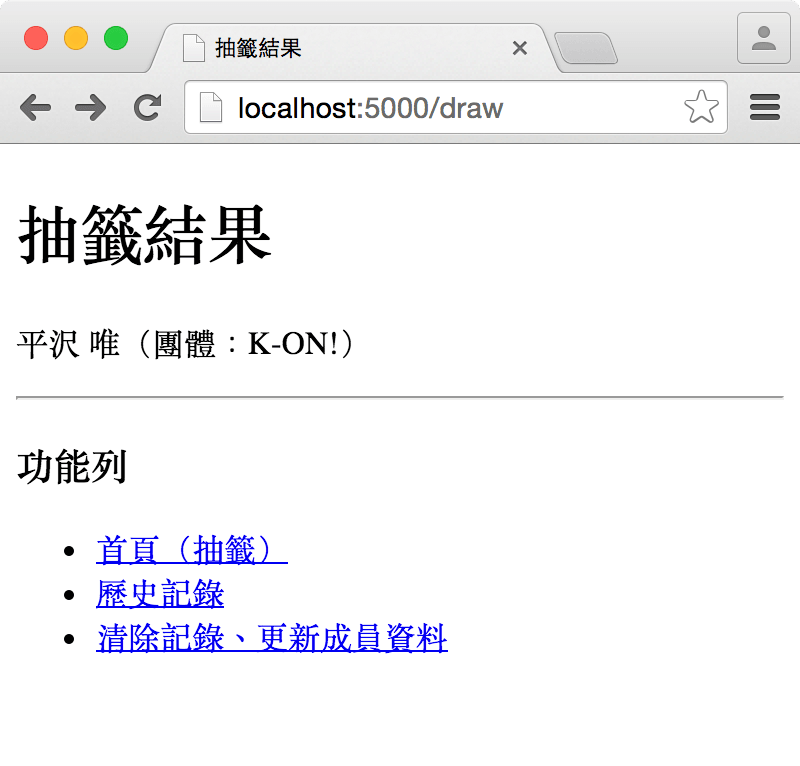 抽籤結果
localhost:5000/draw
抽籤結果
平沢 唯（團體：K-ON!）
功能列
首頁（抽籤）
歷史記錄
清除記錄、更新成員資料